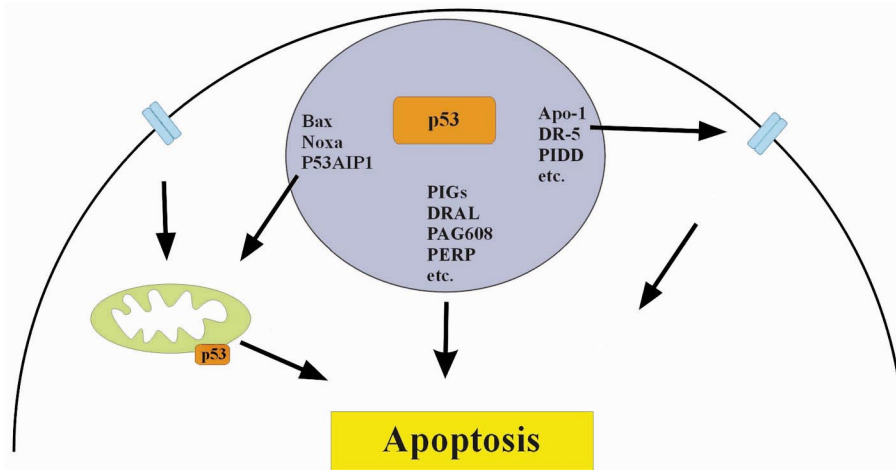 Bax
Noxa
P53AIP1
p53
Apo-1
DR-5
PIDD
etc.
PIGs
DRAL
PAG608
PERP
etc.
p53
Apoptosis